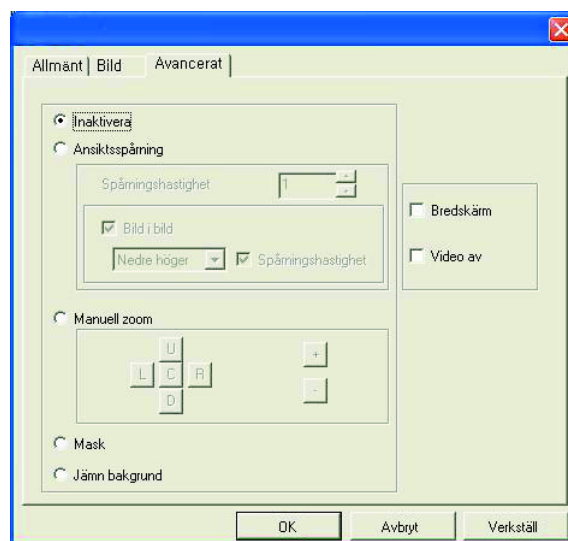 Allmänt Bild Avancerat
Inaktivera
Ansiktsspårning
Spårningshastighet 1
Bild i bild
Nedre höger Spårningshastighet
Bredskärm
Video av
Manuell zoom
U
L C R
D
+
-
Mask
Jämn bakgrund
OK Avbryt Verkställ